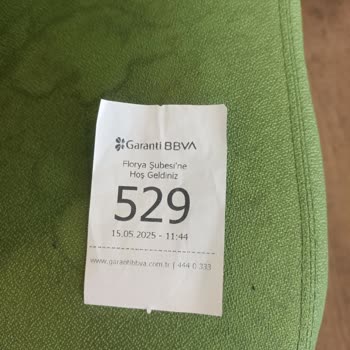 Garanti BBVA
Florya Şubesi'ne
Hoş Geldiniz
529
15.05.2025 - 11:44
www.garantibbva.com.tr | 444 0 333